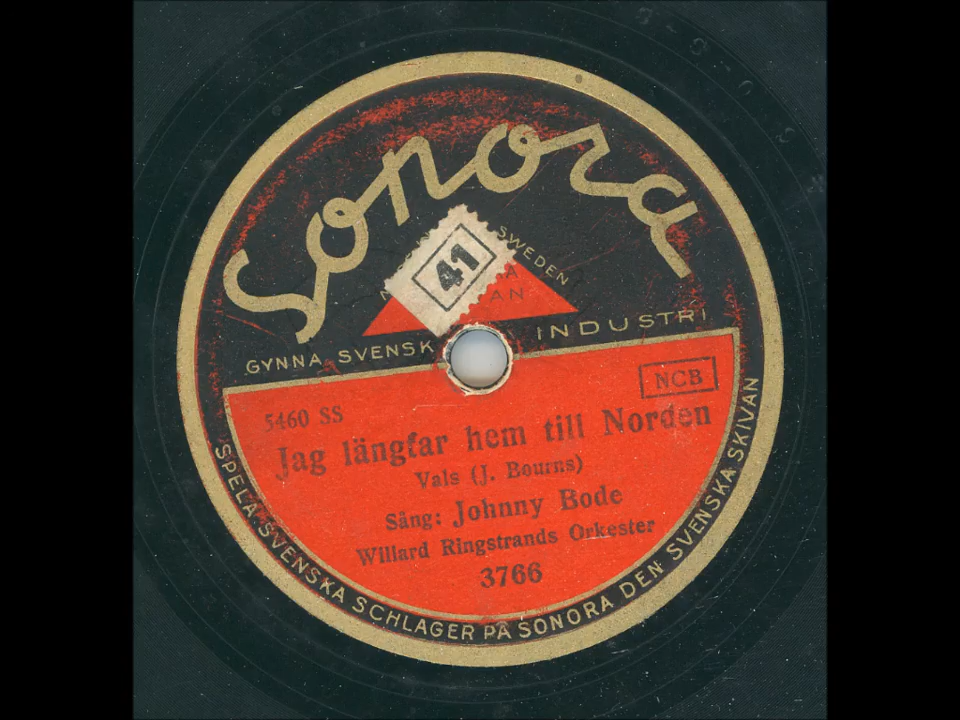 Sonora
41
SWEDEN
GYNNA SVENSK INDUSTRI
NCB
5460 SS
Jag längtar hem till Norden
Vals (J. Bourns)
Sång: Johnny Bode
Willard Ringstrands Orkester
3766
SPELA SVENSKA SCHLAGER PÅ SONORA DEN SVENSKA SKIVAN